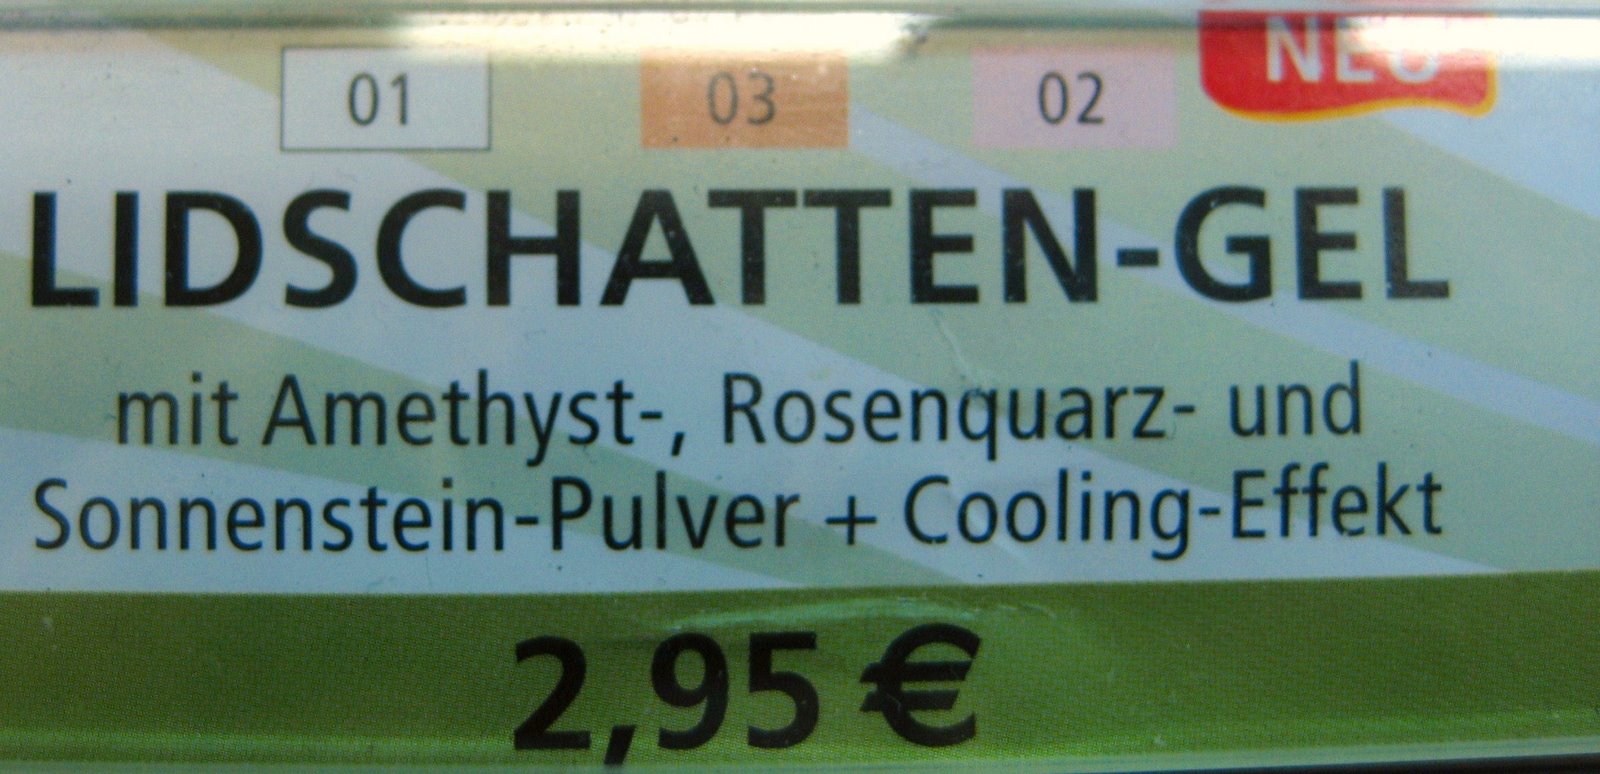 NEU
01 03 02
LIDSCHATTEN-GEL
mit Amethyst-, Rosenquarz- und
Sonnenstein-Pulver + Cooling-Effekt
2,95 €